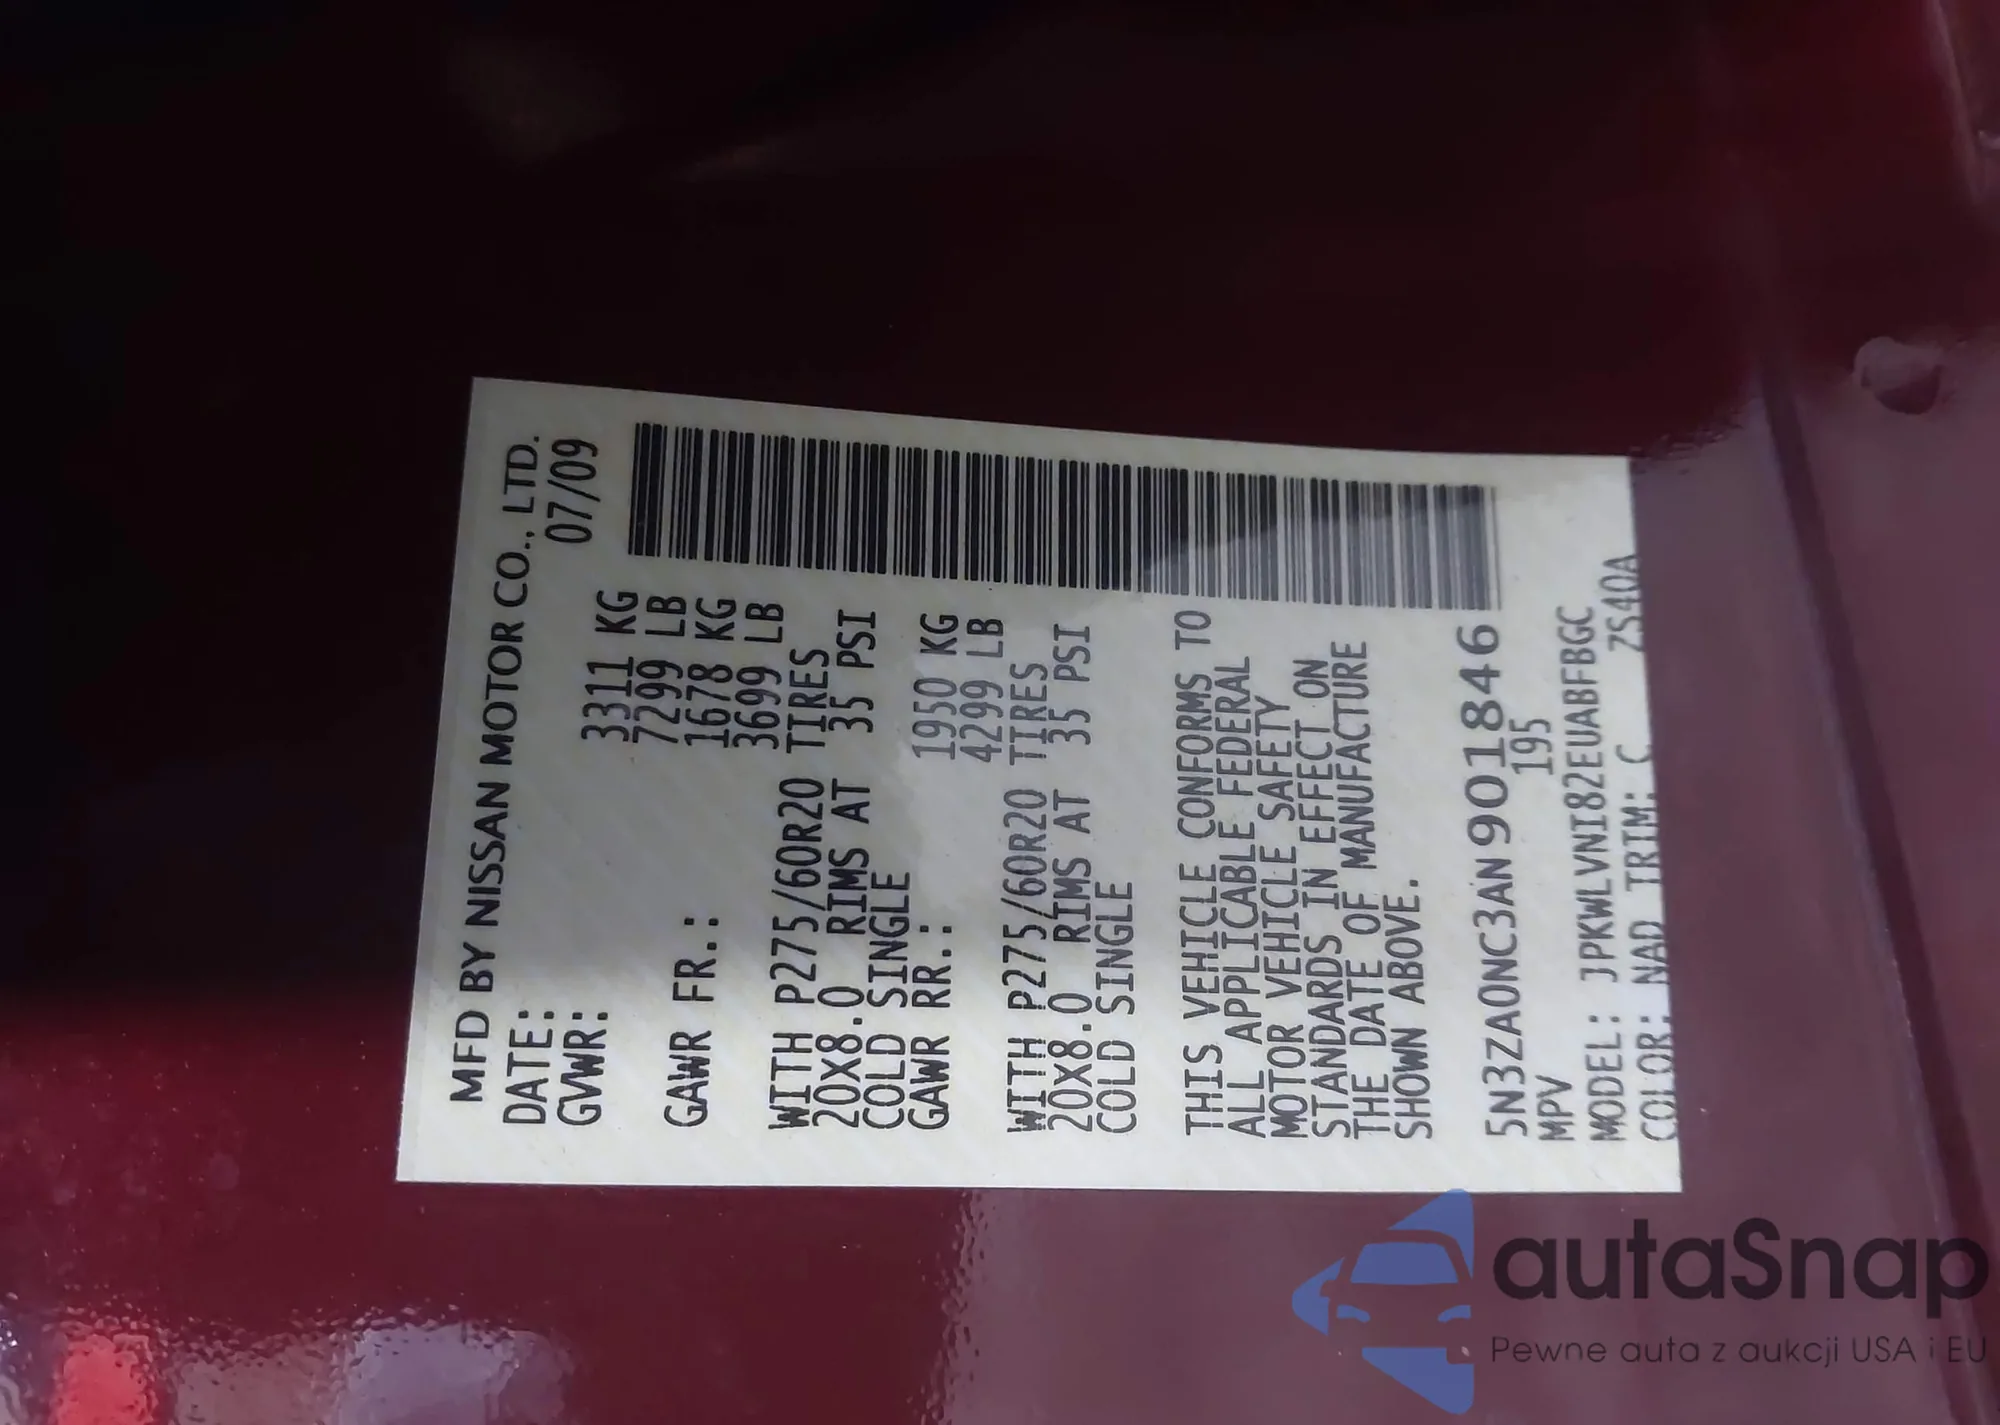 MFD BY NISSAN MOTOR CO., LTD.
DATE: 07/09
GVWR: 3311 KG
7299 LB
GAWR FR.: 1678 KG
3699 LB
WITH P275/60R20 TIRES
20X8.0 RIMS AT 35 PSI
COLD SINGLE
GAWR RR.: 1950 KG
4299 LB
WITH P275/60R20 TIRES
20X8.0 RIMS AT 35 PSI
COLD SINGLE
THIS VEHICLE CONFORMS TO
ALL APPLICABLE FEDERAL
MOTOR VEHICLE SAFETY
STANDARDS IN EFFECT ON
THE DATE OF MANUFACTURE
SHOWN ABOVE.
5N3ZA0NC3AN901846
MPV 195
MODEL: JPKWLVNI82EUABFBGC
COLOR: NAD TRIM: C ZS40A
autaSnap
Pewne auta z aukcji USA i EU